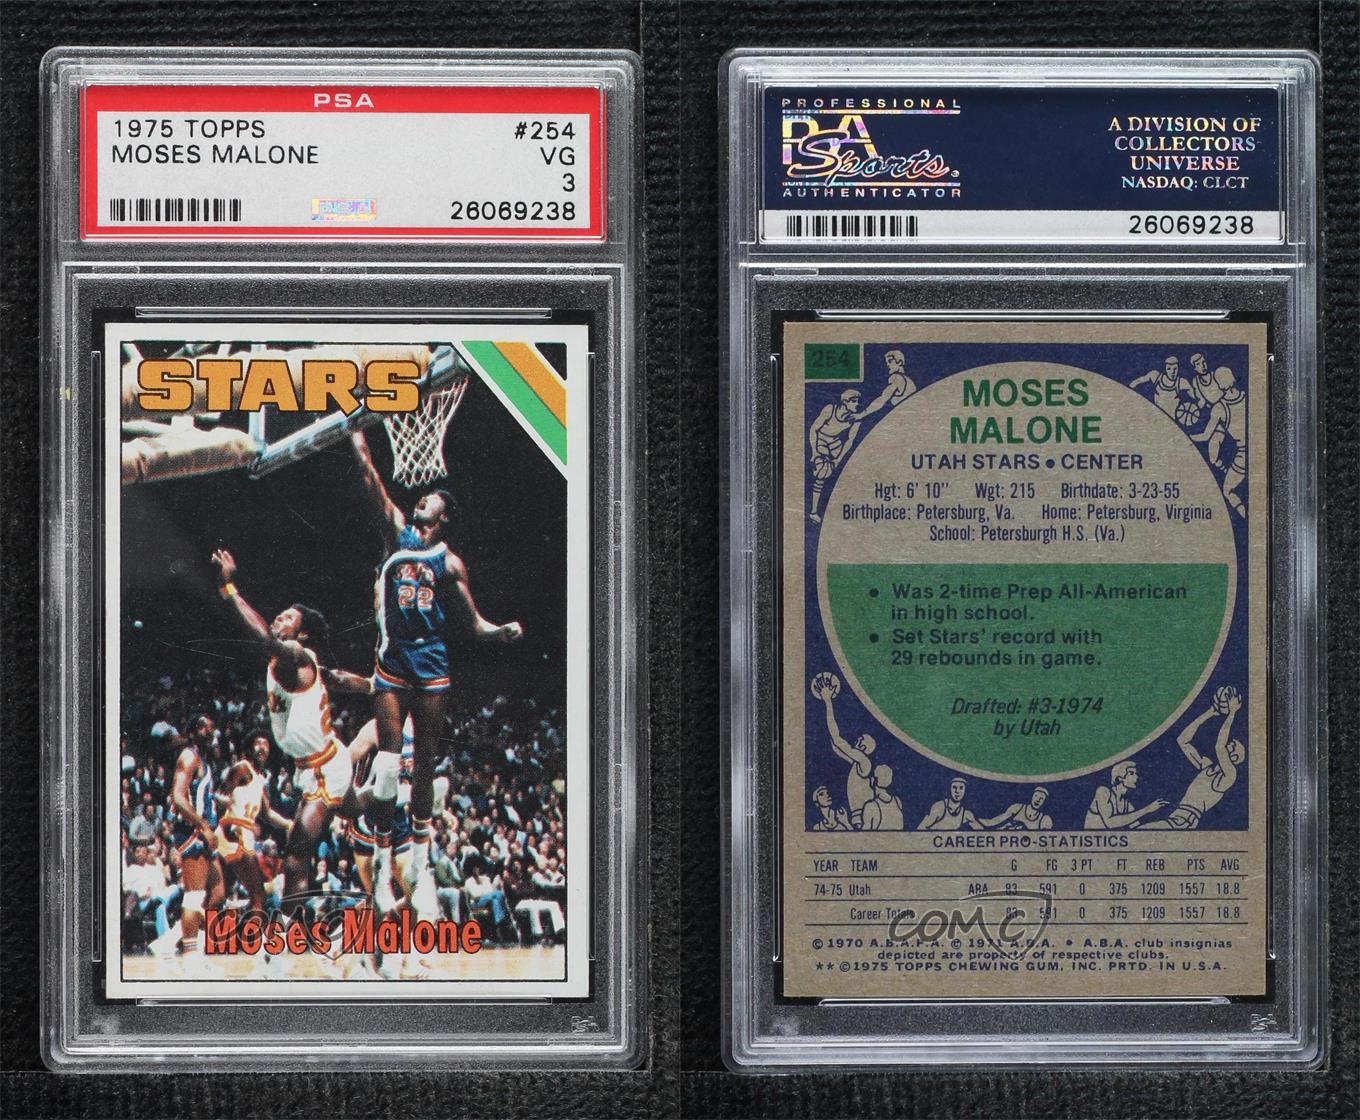 PSA
1975 TOPPS #254
MOSES MALONE VG
3
26069238
STARS
22
Moses Malone
COMC
PROFESSIONAL
PSA
Sports
AUTHENTICATOR
A DIVISION OF
COLLECTORS
UNIVERSE
NASDAQ: CLCT
26069238
254
MOSES
MALONE
UTAH STARS • CENTER
Hgt: 6' 10" Wgt: 215 Birthdate: 3-23-55
Birthplace: Petersburg, Va. Home: Petersburg, Virginia
School: Petersburgh H.S. (Va.)
• Was 2-time Prep All-American
in high school.
• Set Stars' record with
29 rebounds in game.
Drafted: #3-1974
by Utah
CAREER PRO-STATISTICS
YEAR TEAM G FG 3 PT FT REB PTS AVG
74-75 Utah ABA 83 591 0 375 1209 1557 18.8
Career Totals 83 591 0 375 1209 1557 18.8
COMC
© 1970 A.B.A.P.A. © 1971 A.B.A. • A.B.A. club insignias
depicted are property of respective clubs.
** © 1975 TOPPS CHEWING GUM, INC. PRTD. IN U.S.A.